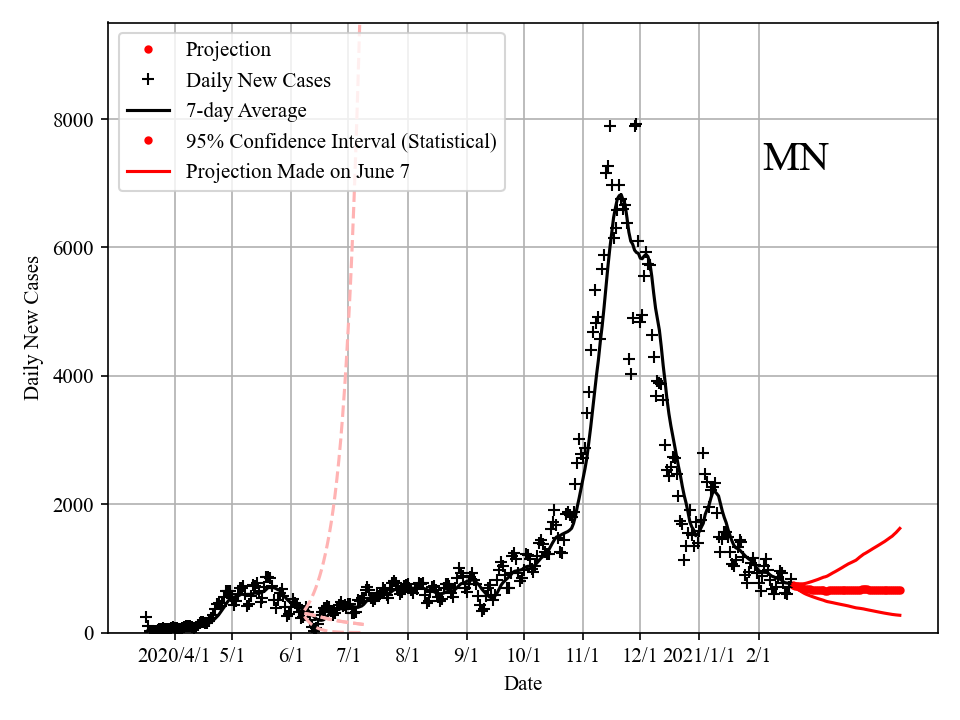 Projection
Daily New Cases
7-day Average
95% Confidence Interval (Statistical)
Projection Made on June 7
MN
8000
6000
4000
2000
0
Daily New Cases
2020/4/1 5/1 6/1 7/1 8/1 9/1 10/1 11/1 12/1 2021/1/1 2/1
Date